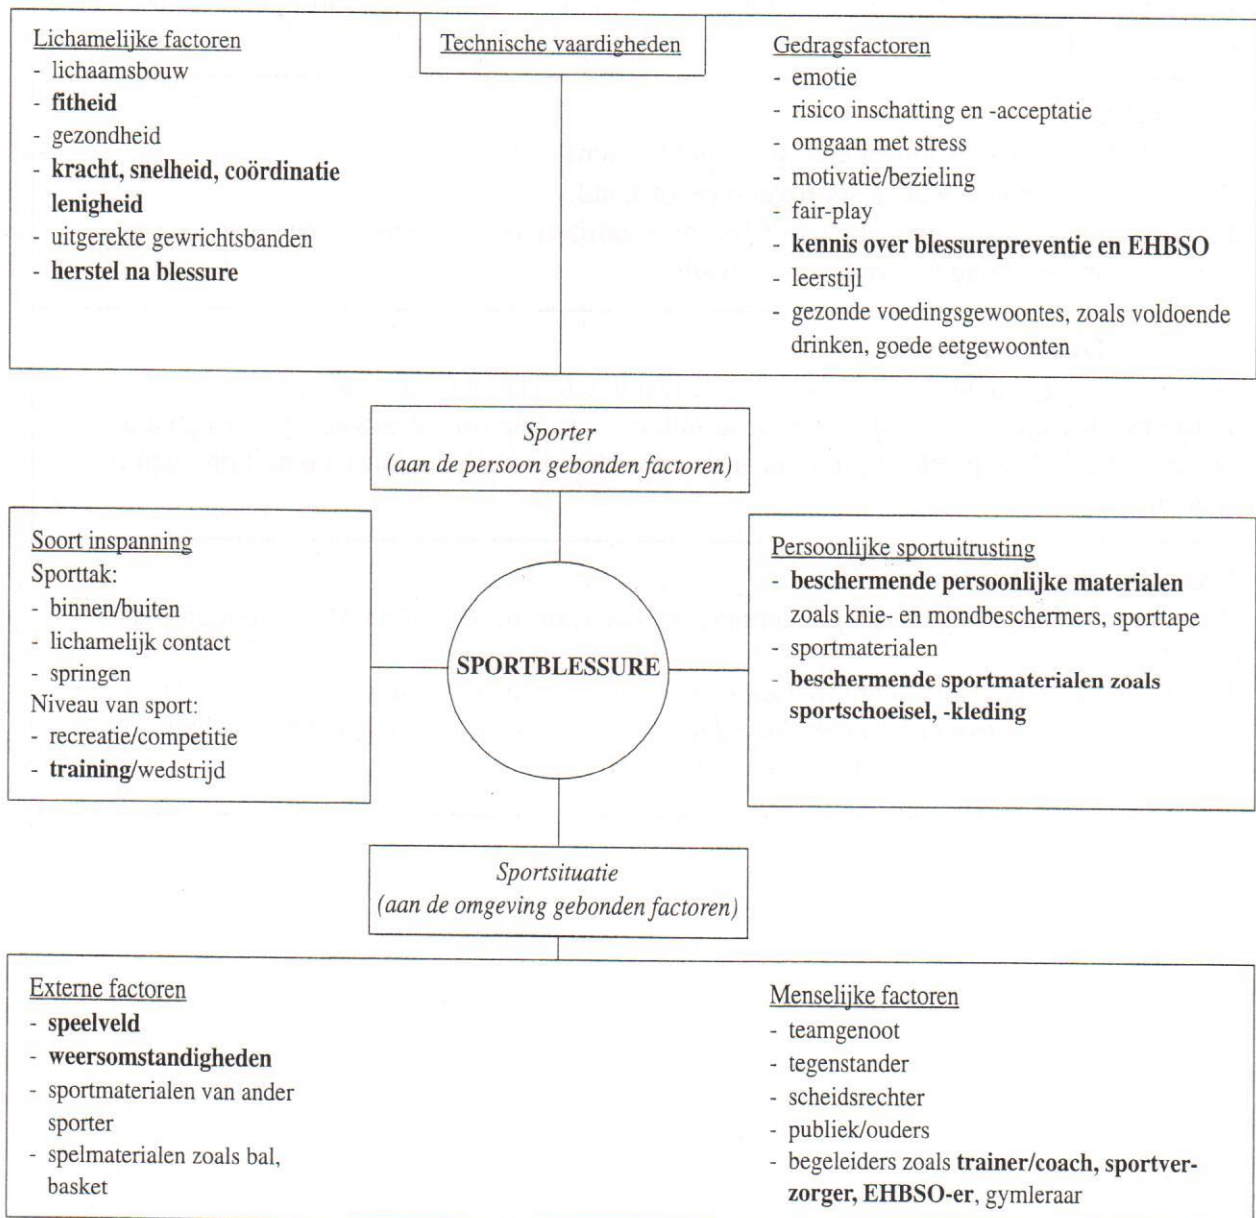 Lichamelijke factoren
- lichaamsbouw
- fitheid
- gezondheid
- kracht, snelheid, coördinatie
lenigheid
- uitgerekte gewrichtsbanden
- herstel na blessure
Technische vaardigheden
Gedragsfactoren
- emotie
- risico inschatting en -acceptatie
- omgaan met stress
- motivatie/bezieling
- fair-play
- kennis over blessurepreventie en EHBSO
- leerstijl
- gezonde voedingsgewoontes, zoals voldoende
drinken, goede eetgewoonten
Sporter
(aan de persoon gebonden factoren)
Soort inspanning
Sporttak:
- binnen/buiten
- lichamelijk contact
- springen
Niveau van sport:
- recreatie/competitie
- training/wedstrijd
SPORTBLESSURE
Persoonlijke sportuitrusting
- beschermende persoonlijke materialen
zoals knie- en mondbeschermers, sporttape
- sportmaterialen
- beschermende sportmaterialen zoals
sportschoeisel, -kleding
Sportsituatie
(aan de omgeving gebonden factoren)
Externe factoren
- speelveld
- weersomstandigheden
- sportmaterialen van ander
sporter
- spelmaterialen zoals bal,
basket
Menselijke factoren
- teamgenoot
- tegenstander
- scheidsrechter
- publiek/ouders
- begeleiders zoals trainer/coach, sportver-
zorger, EHBSO-er, gymleraar